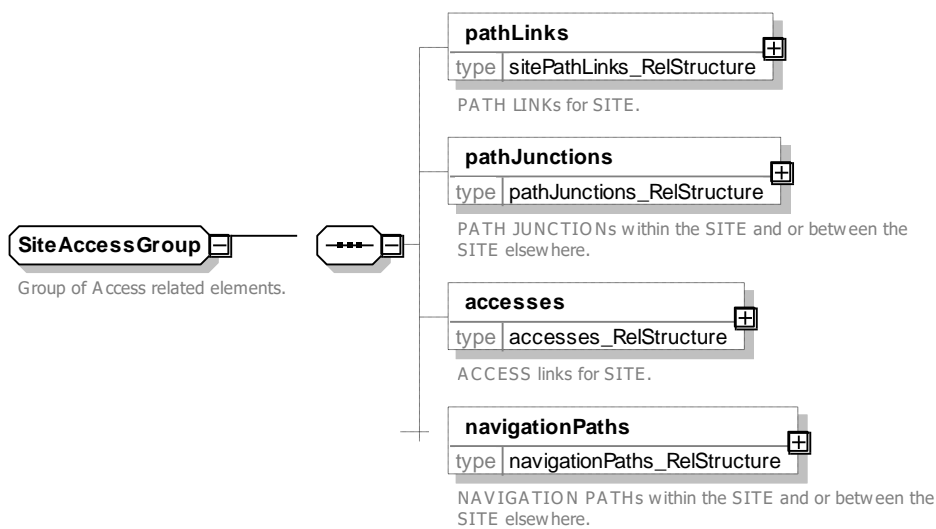 pathLinks
type sitePathLinks_RelStructure
PATH LINKs for SITE.
pathJunctions
type pathJunctions_RelStructure
PATH JUNCTIONs within the SITE and or between the
SITE elsewhere.
SiteAccessGroup
Group of Access related elements.
accesses
type accesses_RelStructure
ACCESS links for SITE.
navigationPaths
type navigationPaths_RelStructure
NAVIGATION PATHs within the SITE and or between the
SITE elsewhere.